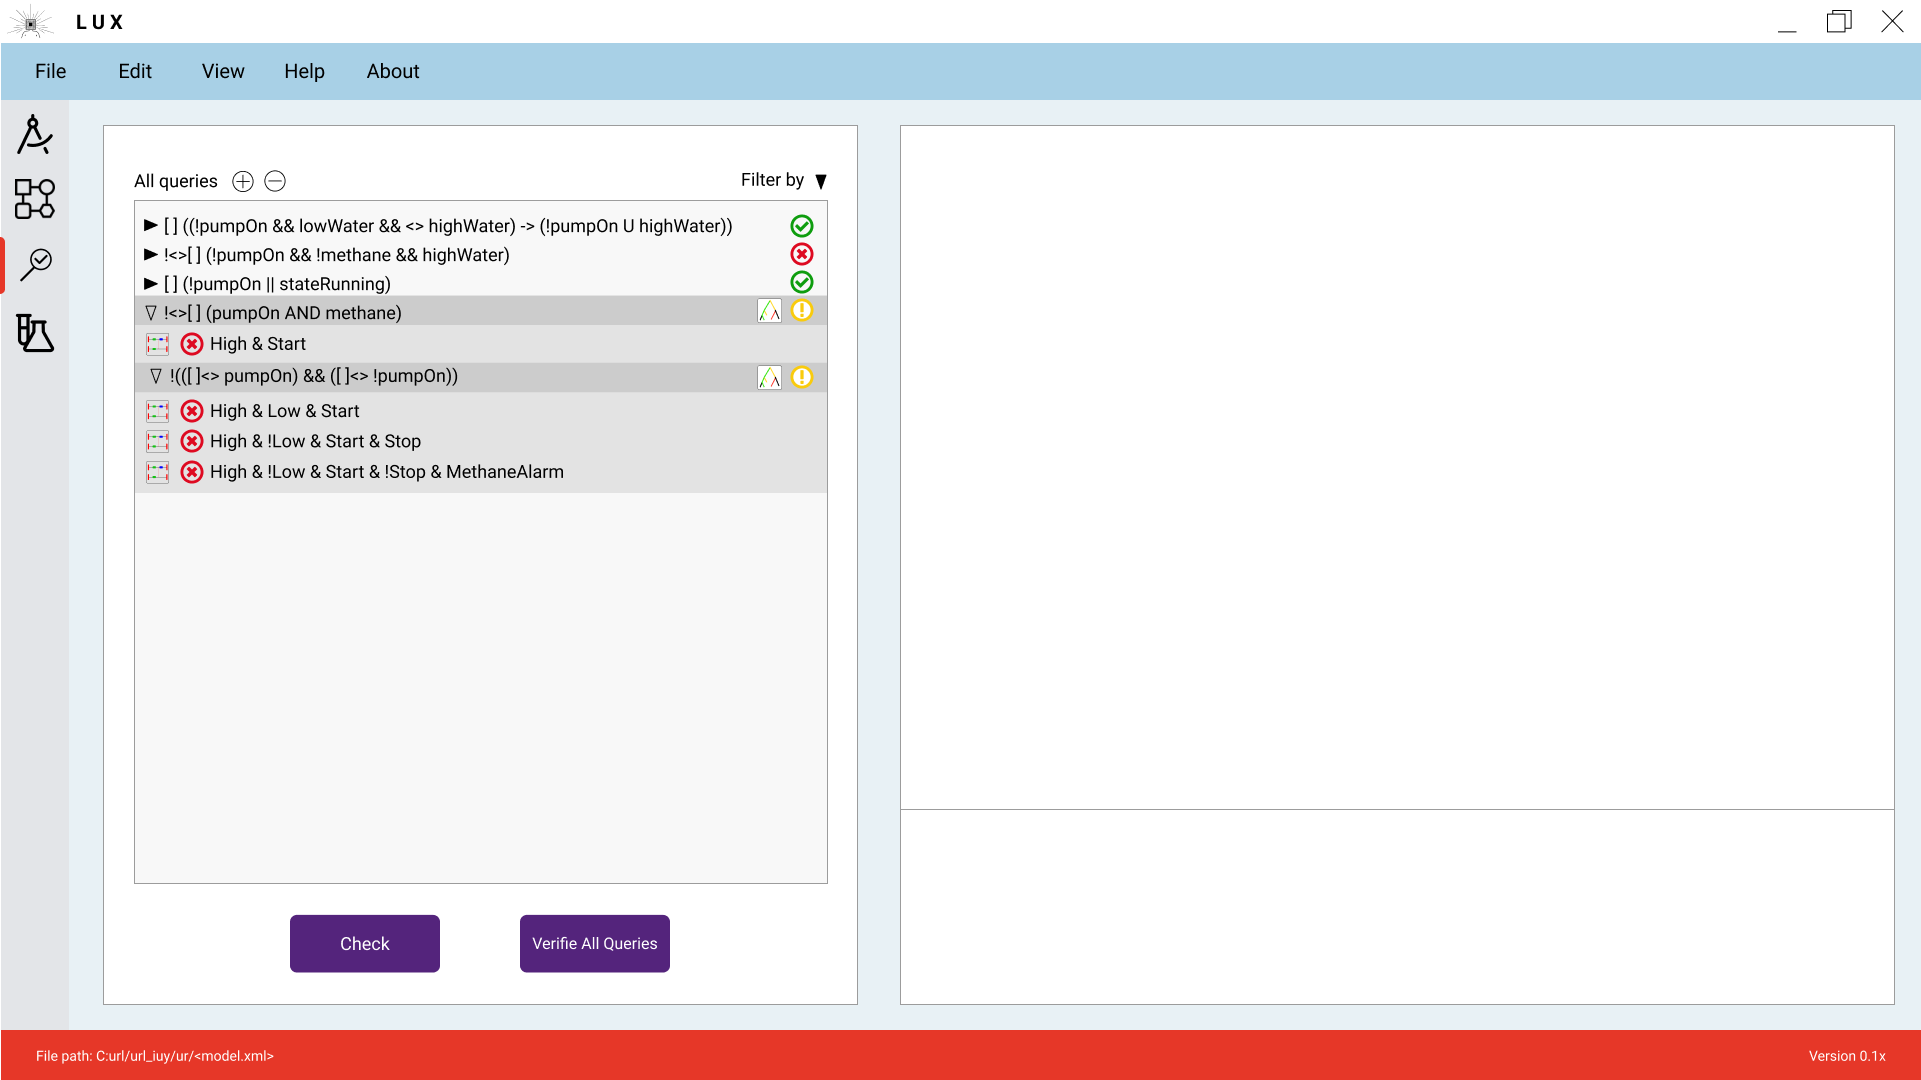 LUX
File Edit View Help About
All queries Filter by
[ ] ((!pumpOn && lowWater && <> highWater) -> (!pumpOn U highWater))
!<>[ ] (!pumpOn && !methane && highWater)
[ ] (!pumpOn || stateRunning)
!<>[ ] (pumpOn AND methane)
High & Start
!(([ ]<> pumpOn) && ([ ]<> !pumpOn))
High & Low & Start
High & !Low & Start & Stop
High & !Low & Start & !Stop & MethaneAlarm
Check
Verifie All Queries
File path: C:url/url_iuy/ur/<model.xml>
Version 0.1x